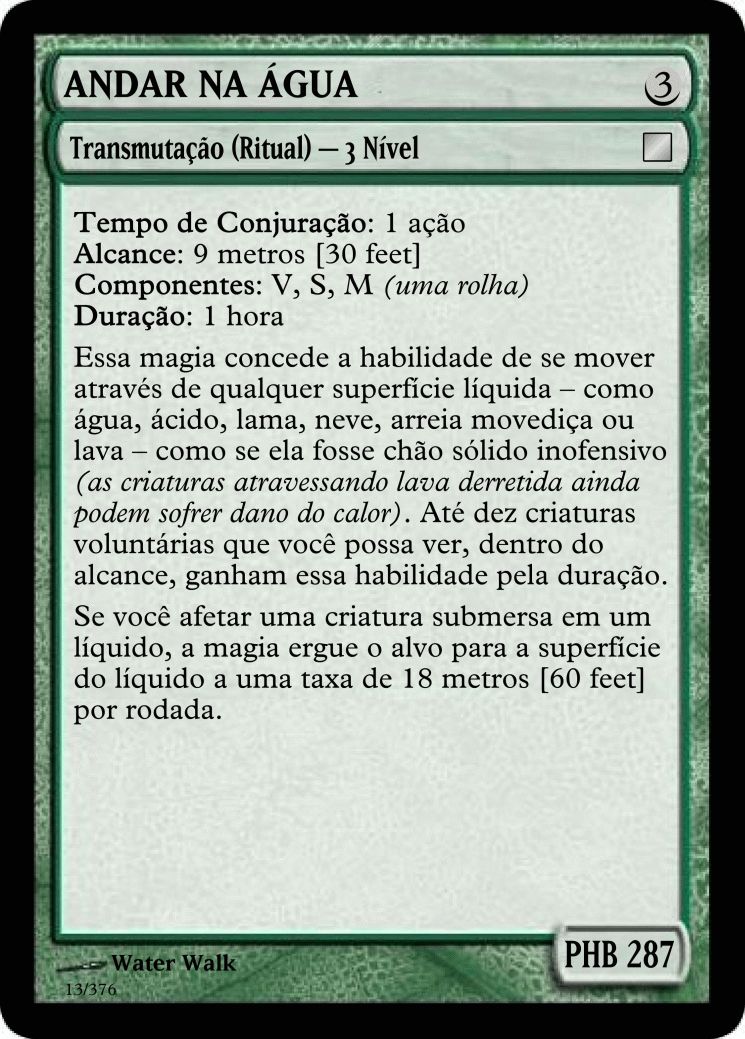 ANDAR NA ÁGUA 3
Transmutação (Ritual) – 3 Nível
Tempo de Conjuração: 1 ação
Alcance: 9 metros [30 feet]
Componentes: V, S, M (uma rolha)
Duração: 1 hora
Essa magia concede a habilidade de se mover
através de qualquer superfície líquida – como
água, ácido, lama, neve, arreia movediça ou
lava – como se ela fosse chão sólido inofensivo
(as criaturas atravessando lava derretida ainda
podem sofrer dano do calor). Até dez criaturas
voluntárias que você possa ver, dentro do
alcance, ganham essa habilidade pela duração.
Se você afetar uma criatura submersa em um
líquido, a magia ergue o alvo para a superfície
do líquido a uma taxa de 18 metros [60 feet]
por rodada.
PHB 287
Water Walk
13/376